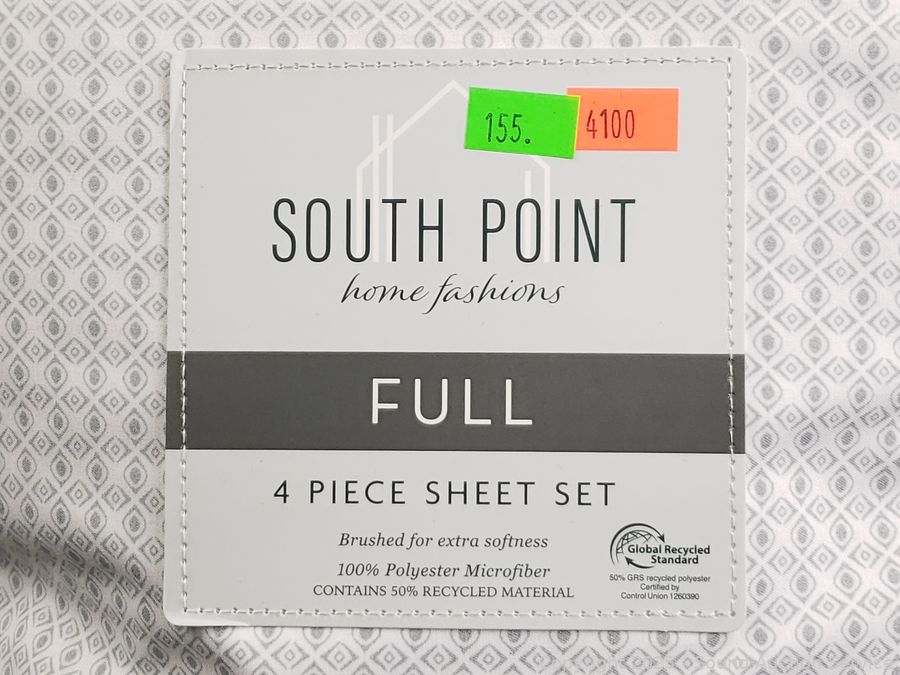 155.
4100
SOUTH POINT
home fashions
FULL
4 PIECE SHEET SET
Brushed for extra softness
100% Polyester Microfiber
CONTAINS 50% RECYCLED MATERIAL
Global Recycled
Standard
50% GRS recycled polyester
Certified by
Control Union 1260390